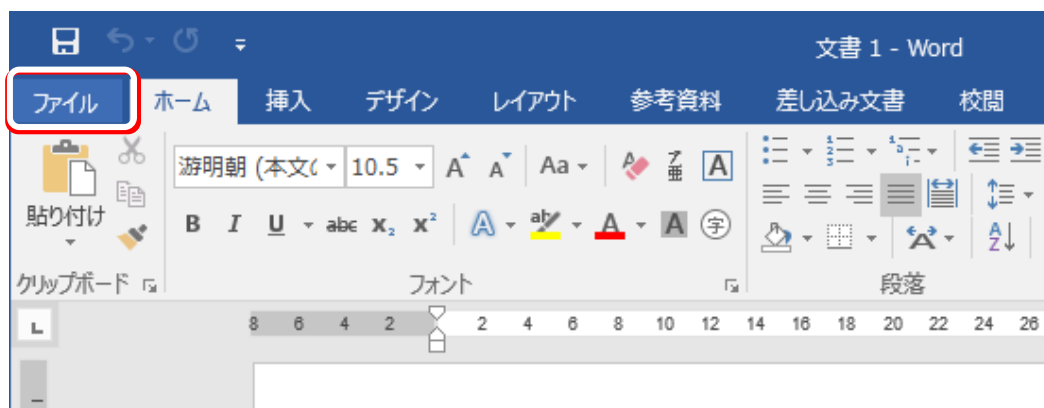 文書 1 - Word
ファイル ホーム 挿入 デザイン レイアウト 参考資料 差し込み文書 校閲
游明朝 (本文( 10.5 A A Aa ア亜 A
貼り付け
B I U abc X₂ X² A aby A A 字 A Z
クリップボード フォント 段落
L 8 6 4 2 2 4 6 8 10 12 14 16 18 20 22 24 26